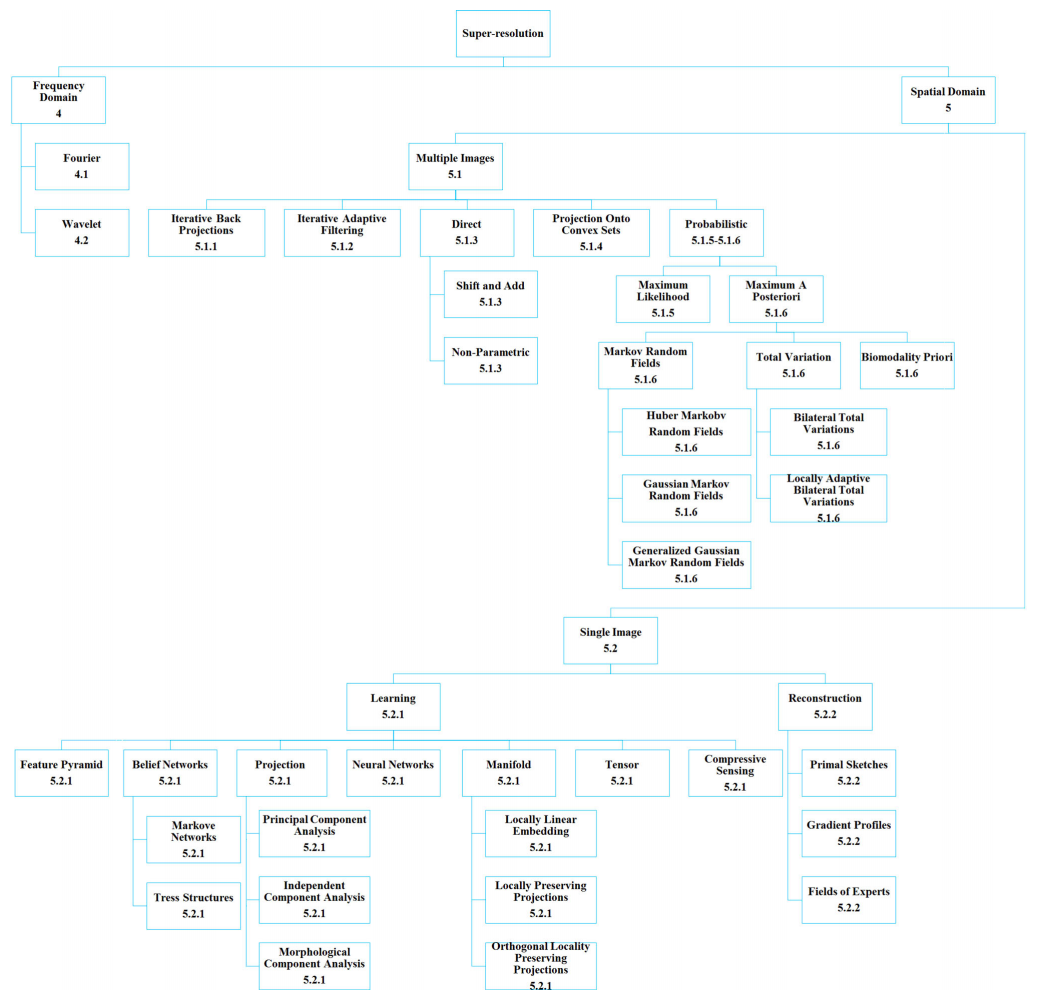 Super-resolution
Frequency
Domain
4
Spatial Domain
5
Fourier
4.1
Wavelet
4.2
Multiple Images
5.1
Iterative Back
Projections
5.1.1
Iterative Adaptive
Filtering
5.1.2
Direct
5.1.3
Projection Onto
Convex Sets
5.1.4
Probabilistic
5.1.5-5.1.6
Shift and Add
5.1.3
Non-Parametric
5.1.3
Maximum
Likelihood
5.1.5
Maximum A
Posteriori
5.1.6
Markov Random
Fields
5.1.6
Total Variation
5.1.6
Biomodality Priori
5.1.6
Huber Markobv
Random Fields
5.1.6
Gaussian Markov
Random Fields
5.1.6
Generalized Gaussian
Markov Random Fields
5.1.6
Bilateral Total
Variations
5.1.6
Locally Adaptive
Bilateral Total
Variations
5.1.6
Single Image
5.2
Learning
5.2.1
Reconstruction
5.2.2
Feature Pyramid
5.2.1
Belief Networks
5.2.1
Projection
5.2.1
Neural Networks
5.2.1
Manifold
5.2.1
Tensor
5.2.1
Compressive
Sensing
5.2.1
Markove
Networks
5.2.1
Tress Structures
5.2.1
Principal Component
Analysis
5.2.1
Independent
Component Analysis
5.2.1
Morphological
Component Analysis
5.2.1
Locally Linear
Embedding
5.2.1
Locally Preserving
Projections
5.2.1
Orthogonal Locality
Preserving
Projections
5.2.1
Primal Sketches
5.2.2
Gradient Profiles
5.2.2
Fields of Experts
5.2.2